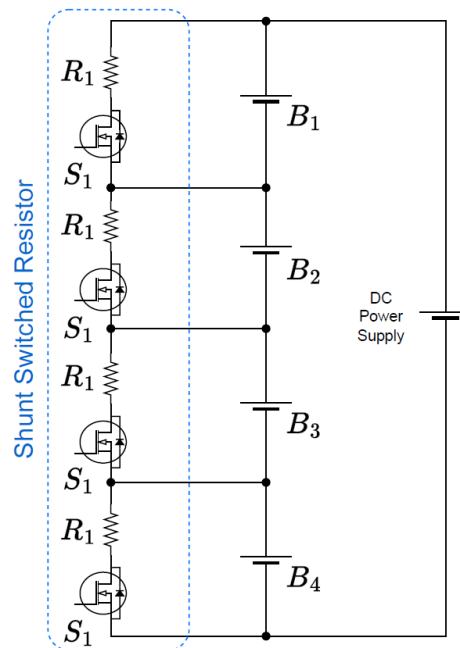 Shunt Switched Resistor
R₁
S₁
B₁
R₁
S₁
B₂
R₁
S₁
B₃
R₁
S₁
B₄
DC
Power
Supply